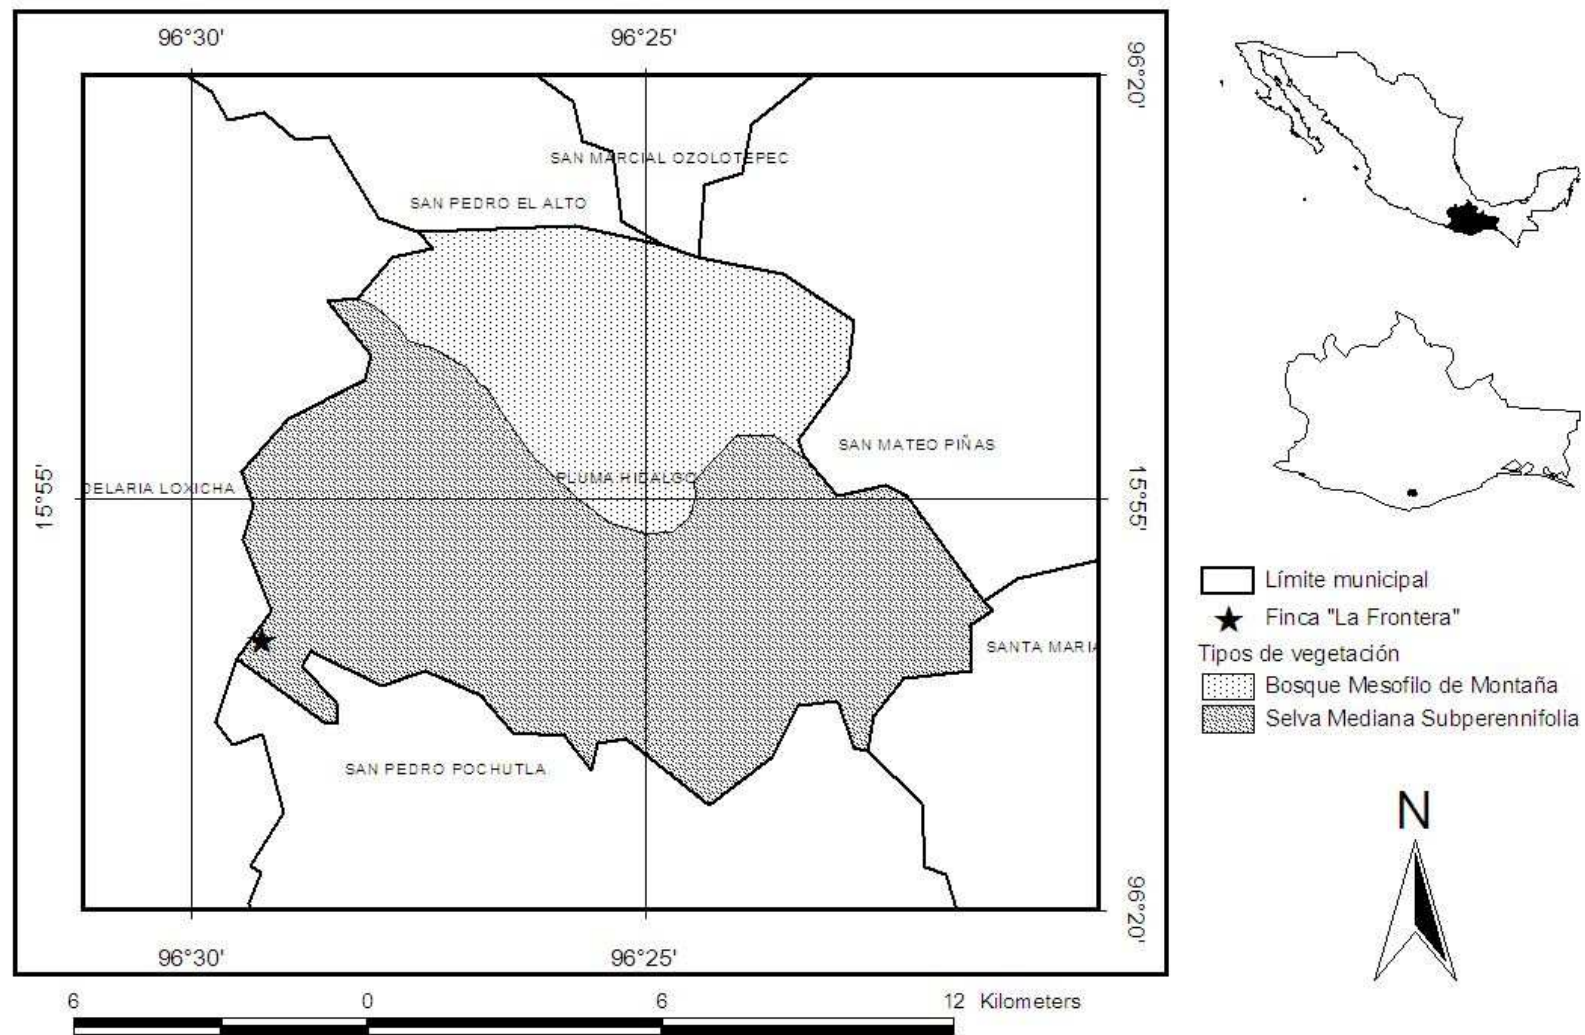 96°30'
96°25'
96°20'
SAN MARCIAL OZOLOTEPEC
SAN PEDRO EL ALTO
SAN MATEO PIÑAS
PLUMA HIDALGO
DELARIA LOXICHA
15°55'
15°55'
SANTA MARIA
SAN PEDRO POCHUTLA
96°20'
96°30'
96°25'
6 0 6 12 Kilometers
Límite municipal
Finca "La Frontera"
Tipos de vegetación
Bosque Mesofilo de Montaña
Selva Mediana Subperennifolia
N